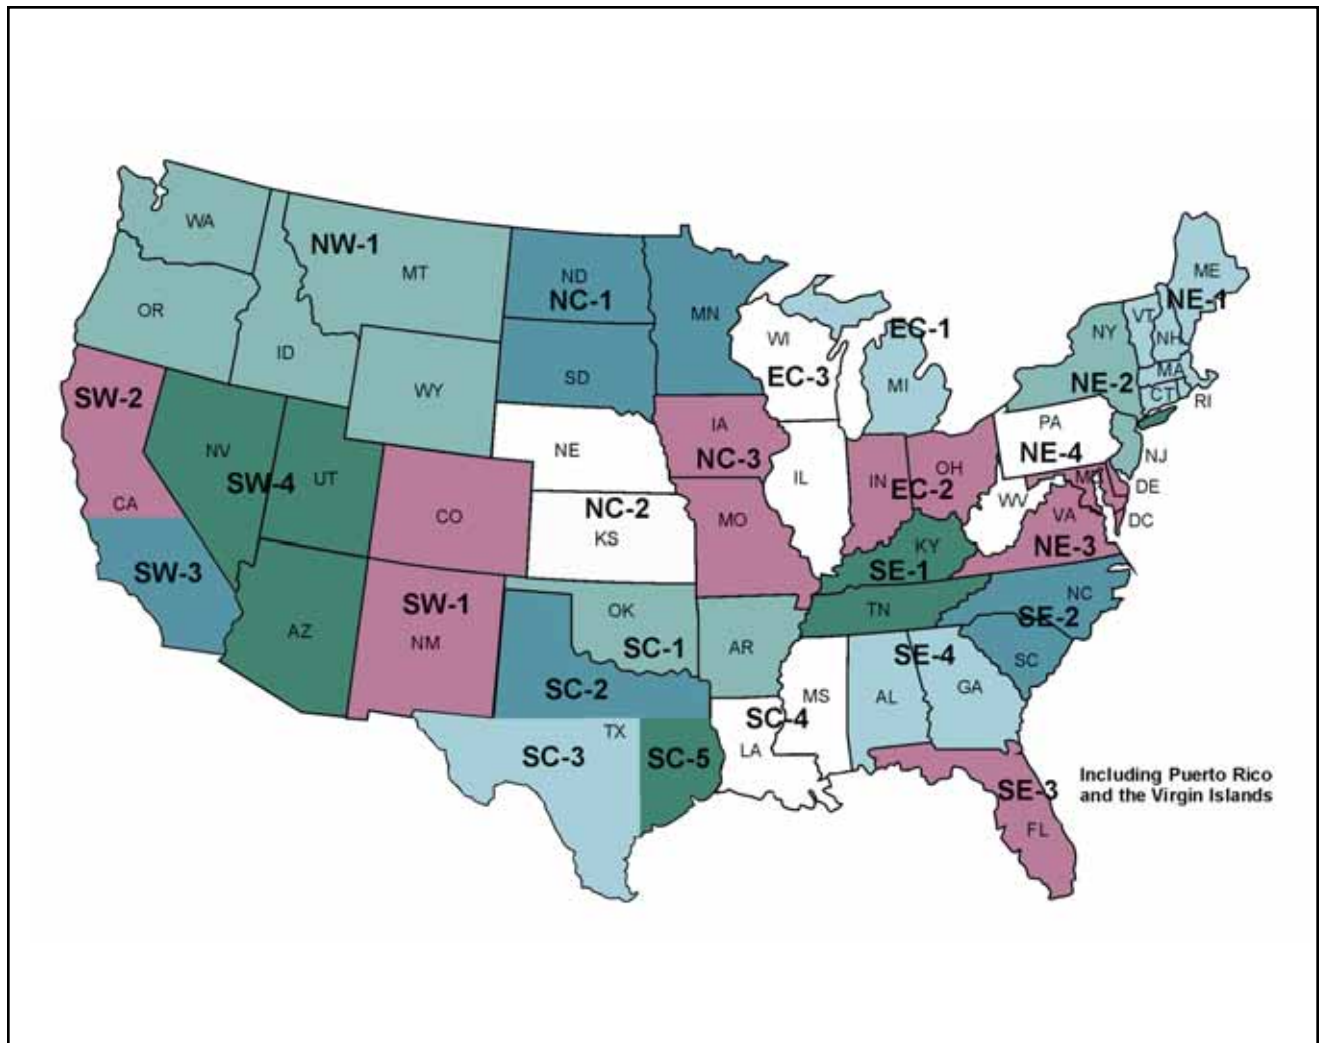 WA
NW-1
MT
OR
ID
WY
ND
NC-1
MN
SD
WI
EC-3
EC-1
MI
ME
NE-1
VT
NH
NY
NE-2
MA
CT
RI
SW-2
CA
NV
SW-4
UT
CO
NE
NC-2
KS
IA
NC-3
MO
IL
IN
EC-2
OH
PA
NE-4
NJ
MD
DE
DC
WV
VA
NE-3
KY
SE-1
SW-3
AZ
SW-1
NM
OK
SC-1
AR
TN
NC
SE-2
SC
SE-4
GA
AL
MS
SC-4
LA
SC-2
TX
SC-3
SC-5
SE-3
FL
Including Puerto Rico
and the Virgin Islands